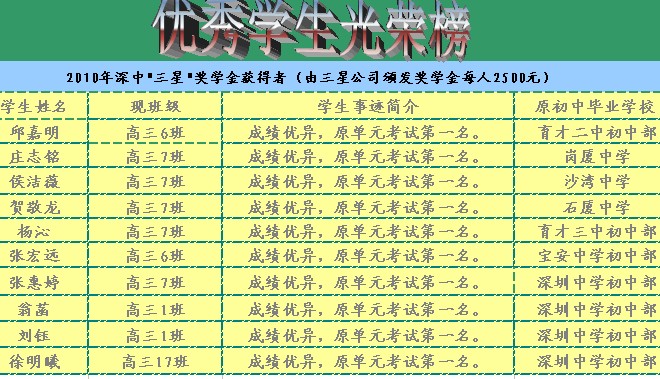 优秀学生光荣榜
2010年深中"三星"奖学金获得者（由三星公司颁发奖学金每人2500元）
学生姓名 现班级 学生事迹简介 原初中毕业学校
邱嘉明 高三6班 成绩优异，原单元考试第一名。 育才二中初中部
庄志铭 高三7班 成绩优异，原单元考试第一名。 岗厦中学
侯洁薇 高三7班 成绩优异，原单元考试第一名。 沙湾中学
贺敬龙 高三7班 成绩优异，原单元考试第一名。 石厦中学
杨沁 高三7班 成绩优异，原单元考试第一名。 育才三中初中部
张宏远 高三6班 成绩优异，原单元考试第一名。 宝安中学初中部
张惠婷 高三7班 成绩优异，原单元考试第一名。 深圳中学初中部
翁菡 高三1班 成绩优异，原单元考试第一名。 深圳中学初中部
刘钰 高三1班 成绩优异，原单元考试第一名。 深圳中学初中部
徐明曦 高三17班 成绩优异，原单元考试第一名。 深圳中学初中部